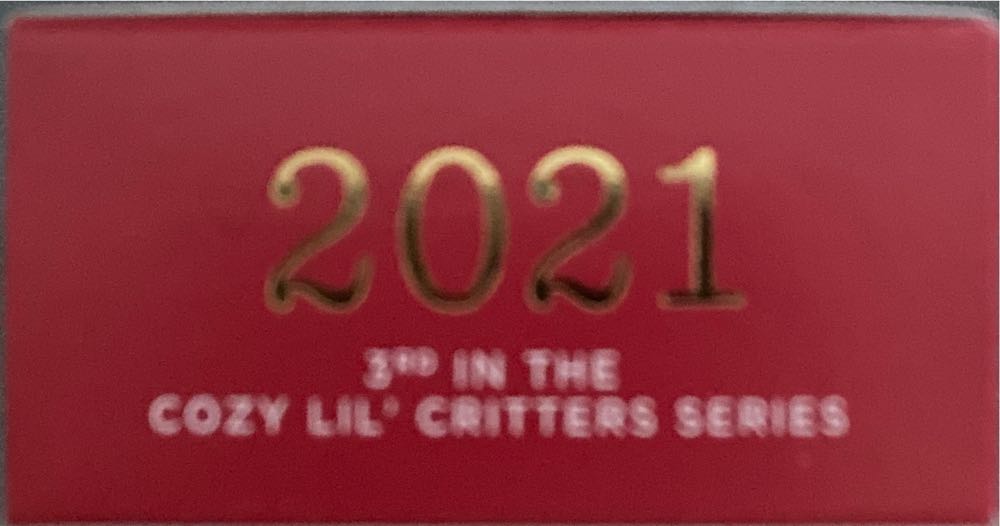 2021
3RD IN THE
COZY LIL' CRITTERS SERIES